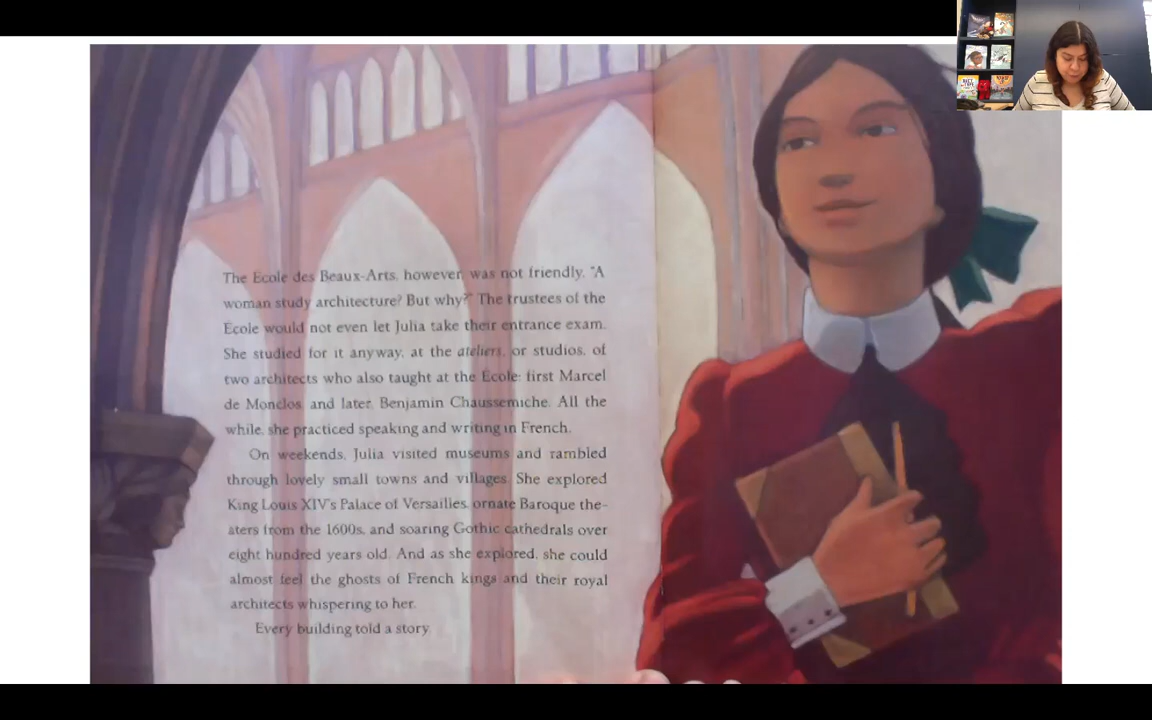 The Ecole des Beaux-Arts, however, was not friendly. "A
woman study architecture? But why?" The trustees of the
École would not even let Julia take their entrance exam.
She studied for it anyway, at the ateliers, or studios, of
two architects who also taught at the École: first Marcel
de Monclos, and later, Benjamin Chaussemiche. All the
while, she practiced speaking and writing in French.
On weekends, Julia visited museums and rambled
through lovely small towns and villages. She explored
King Louis XIV's Palace of Versailles, ornate Baroque the-
aters from the 1600s, and soaring Gothic cathedrals over
eight hundred years old. And as she explored, she could
almost feel the ghosts of French kings and their royal
architects whispering to her.
Every building told a story.